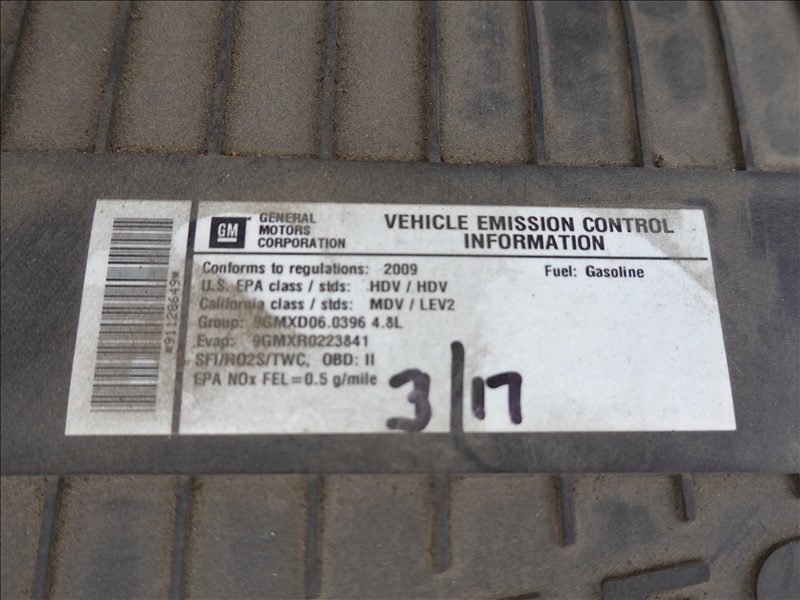 *91128649*
GM
GENERAL
MOTORS
CORPORATION
VEHICLE EMISSION CONTROL
INFORMATION
Conforms to regulations: 2009
Fuel: Gasoline
U.S. EPA class / stds: HDV / HDV
California class / stds: MDV / LEV2
Group: 9GMXD06.0396 4.8L
Evap: 9GMXR0223841
SFI/HO2S/TWC, OBD: II
EPA NOx FEL=0.5 g/mile
3/17